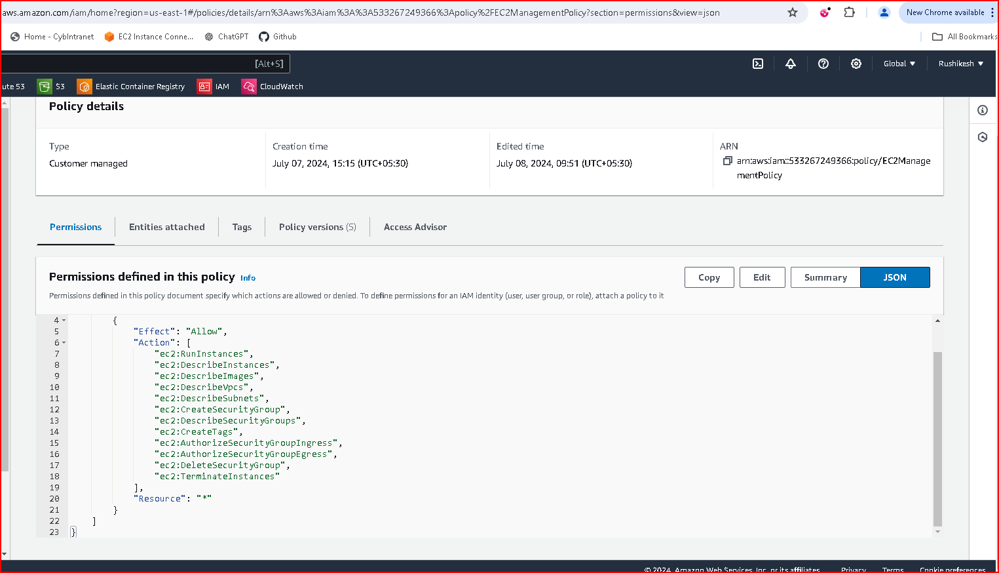 aws.amazon.com/iam/home?region=us-east-1#/policies/details/arn%3Aaws%3Aiam%3A%3A533267249366%3Apolicy%2FEC2ManagementPolicy?section=permissions&view=json
New Chrome available
Home - CybIntranet
EC2 Instance Conne...
ChatGPT
Github
All Bookmarks
[Alt+S]
Global
Rushikesh
ute 53
S3
Elastic Container Registry
IAM
CloudWatch
Policy details
Type
Creation time
Edited time
ARN
Customer managed
July 07, 2024, 15:15 (UTC+05:30)
July 08, 2024, 09:51 (UTC+05:30)
arn:aws:iam::533267249366:policy/EC2Manage
mentPolicy
Permissions
Entities attached
Tags
Policy versions (5)
Access Advisor
Permissions defined in this policy Info
Copy
Edit
Summary
JSON
Permissions defined in this policy document specify which actions are allowed or denied. To define permissions for an IAM identity (user, user group, or role), attach a policy to it
4 {
5 "Effect": "Allow",
6 "Action": [
7 "ec2:RunInstances",
8 "ec2:DescribeInstances",
9 "ec2:DescribeImages",
10 "ec2:DescribeVpcs",
11 "ec2:DescribeSubnets",
12 "ec2:CreateSecurityGroup",
13 "ec2:DescribeSecurityGroups",
14 "ec2:CreateTags",
15 "ec2:AuthorizeSecurityGroupIngress",
16 "ec2:AuthorizeSecurityGroupEgress",
17 "ec2:DeleteSecurityGroup",
18 "ec2:TerminateInstances"
19 ],
20 "Resource": "*"
21 }
22 ]
23 }
© 2024, Amazon Web Services, Inc. or its affiliates.
Privacy
Terms
Cookie preferences